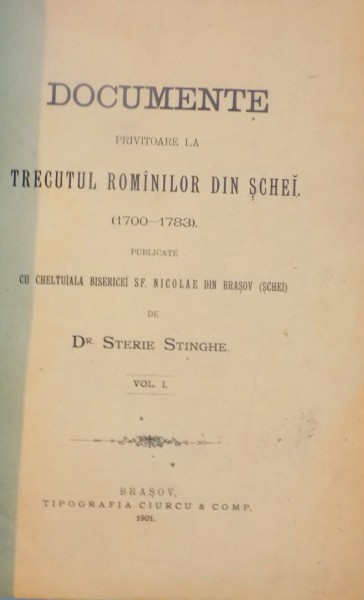 DOCUMENTE
PRIVITOARE LA
TRECUTUL ROMÎNILOR DIN ȘCHEĬ.
(1700—1783).
PUBLICATE
CU CHELTUĬALA BISERICEĬ SF. NICOLAE DIN BRAȘOV (ȘCHEĬ)
DE
DR. STERIE STINGHE.
VOL. I.
BRAȘOV,
TIPOGRAFIA CIURCU & COMP.
1901.